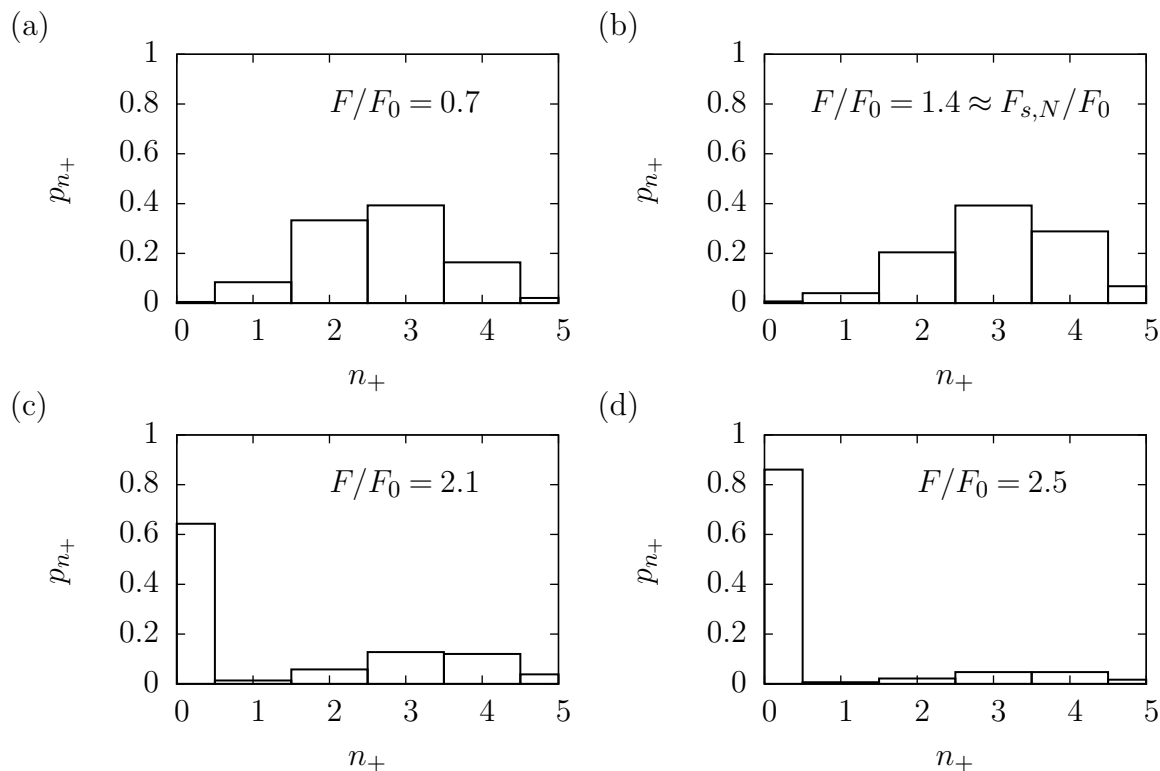 (a)
1
0.8
0.6
0.4
0.2
0
p_{n_+}
F/F_0 = 0.7
0 1 2 3 4 5
n_+
(b)
1
0.8
0.6
0.4
0.2
0
p_{n_+}
F/F_0 = 1.4 ≈ F_{s,N}/F_0
0 1 2 3 4 5
n_+
(c)
1
0.8
0.6
0.4
0.2
0
p_{n_+}
F/F_0 = 2.1
0 1 2 3 4 5
n_+
(d)
1
0.8
0.6
0.4
0.2
0
p_{n_+}
F/F_0 = 2.5
0 1 2 3 4 5
n_+